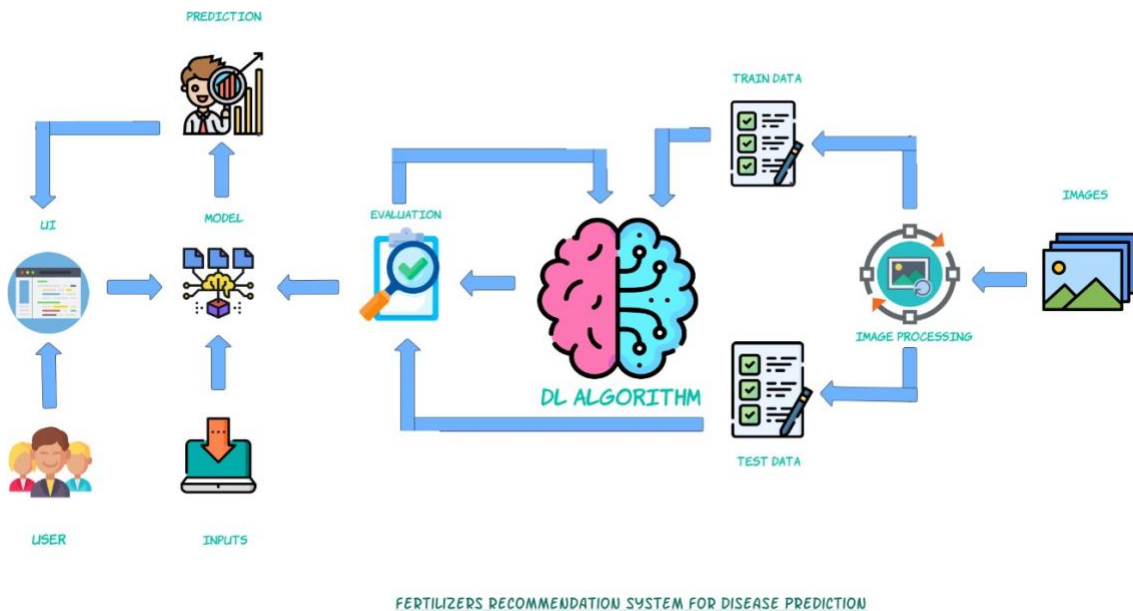 PREDICTION
TRAIN DATA
IMAGES
UI
MODEL
EVALUATION
IMAGE PROCESSING
DL ALGORITHM
TEST DATA
USER
INPUTS
FERTILIZERS RECOMMENDATION SYSTEM FOR DISEASE PREDICTION